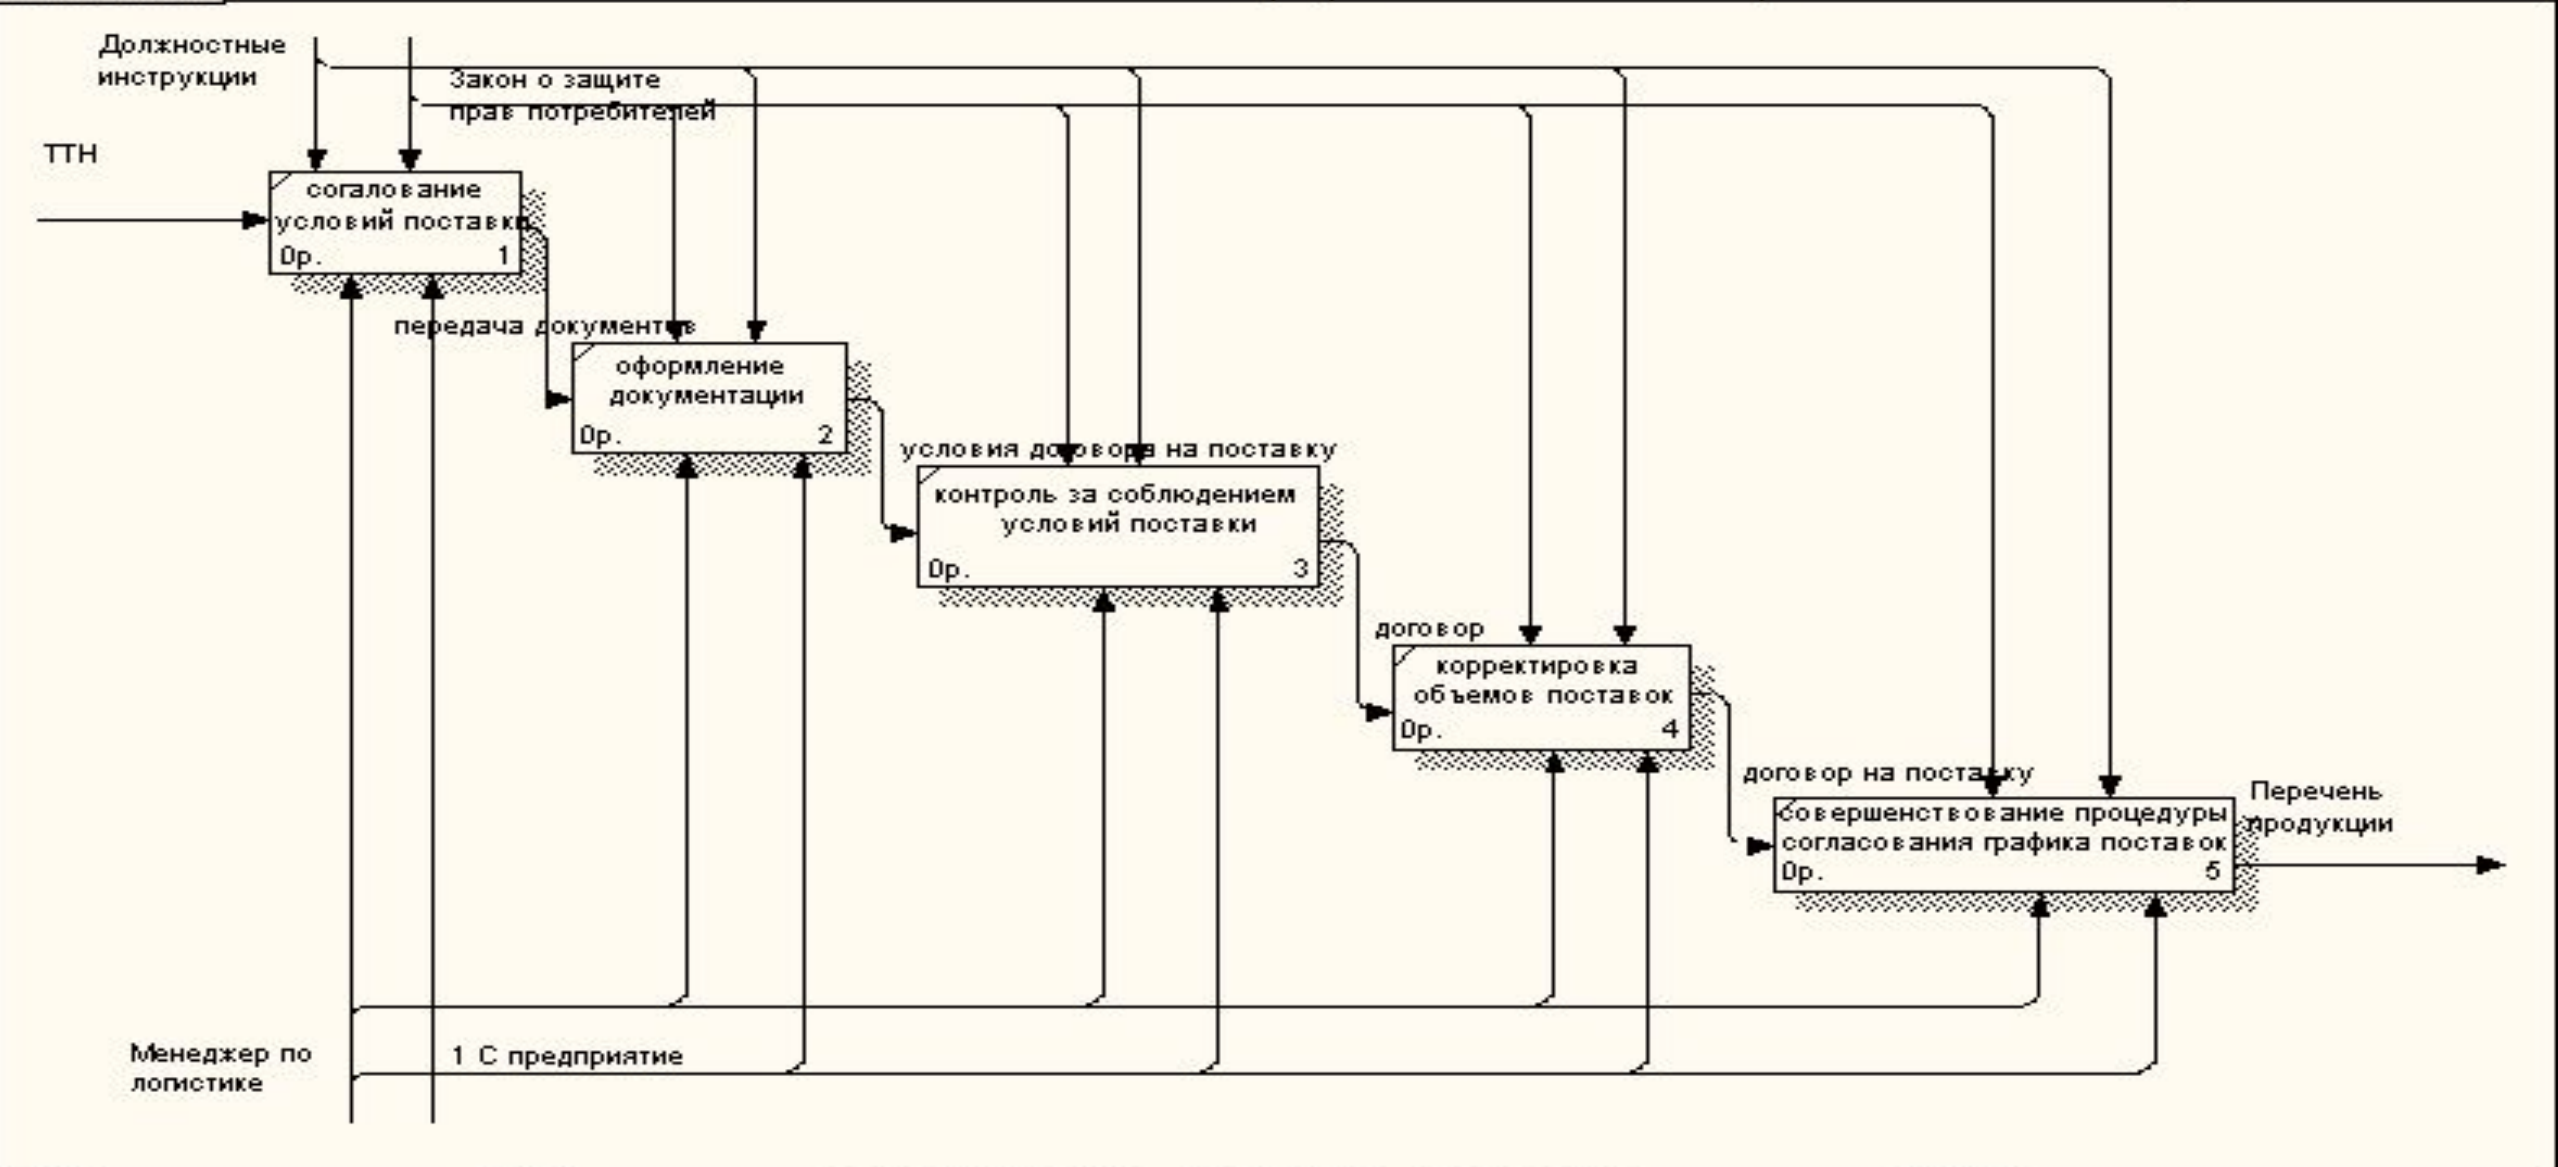 Должностные
инструкции
Закон о защите
прав потребителей
ТТН
согалование
условий поставки
0р. 1
передача документов
оформление
документации
0р. 2
условия договора на поставку
контроль за соблюдением
условий поставки
0р. 3
договор
корректировка
объемов поставок
0р. 4
договор на поставку
совершенствование процедуры
согласования графика поставок
0р. 5
Перечень
продукции
Менеджер по
логистике
1 С предприятие